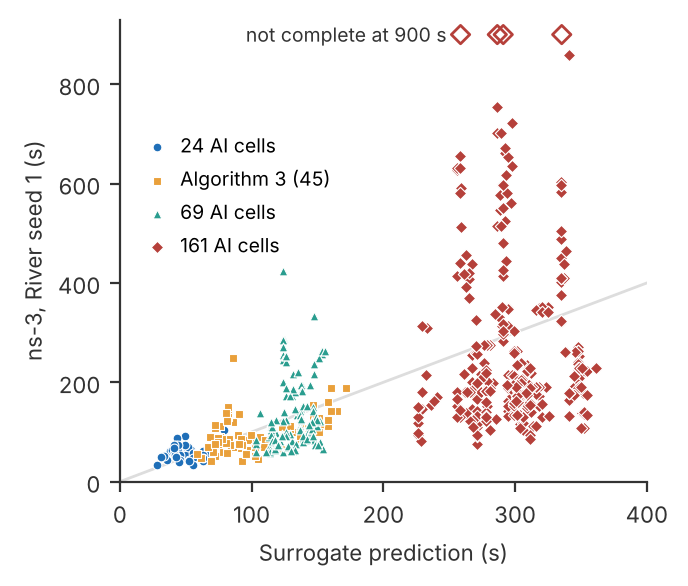 not complete at 900 s
800
600
400
200
0
ns-3, River seed 1 (s)
24 AI cells
Algorithm 3 (45)
69 AI cells
161 AI cells
0
100
200
300
400
Surrogate prediction (s)